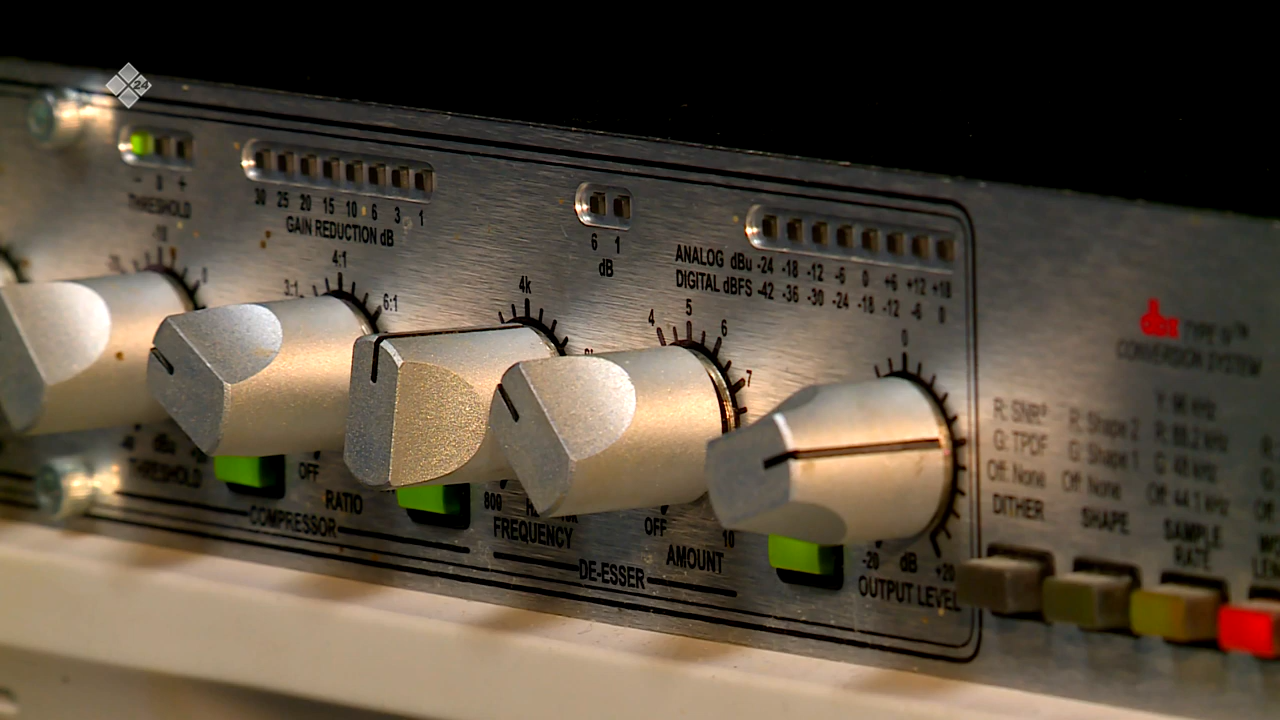 24
- 0 +
THRESHOLD
30 25 20 15 10 6 3 1
GAIN REDUCTION dB
6 1
dB
ANALOG dBu -24 -18 -12 -6 0 +6 +12 +18
DIGITAL dBFS -42 -36 -30 -24 -18 -12 -6 0
3:1 4:1 6:1
4k
4 5 6 7
0
dBu
THRESHOLD
OFF
RATIO
COMPRESSOR
800
FREQUENCY
OFF
10
AMOUNT
DE-ESSER
-20 dB +20
OUTPUT LEVEL
dbx TYPE IV™
CONVERSION SYSTEM
R: SNR²
G: TPDF
Off: None
DITHER
R: Shape 2
G: Shape 1
Off: None
SHAPE
Y: 96 kHz
R: 88.2 kHz
G: 48 kHz
Off: 44.1 kHz
SAMPLE
RATE